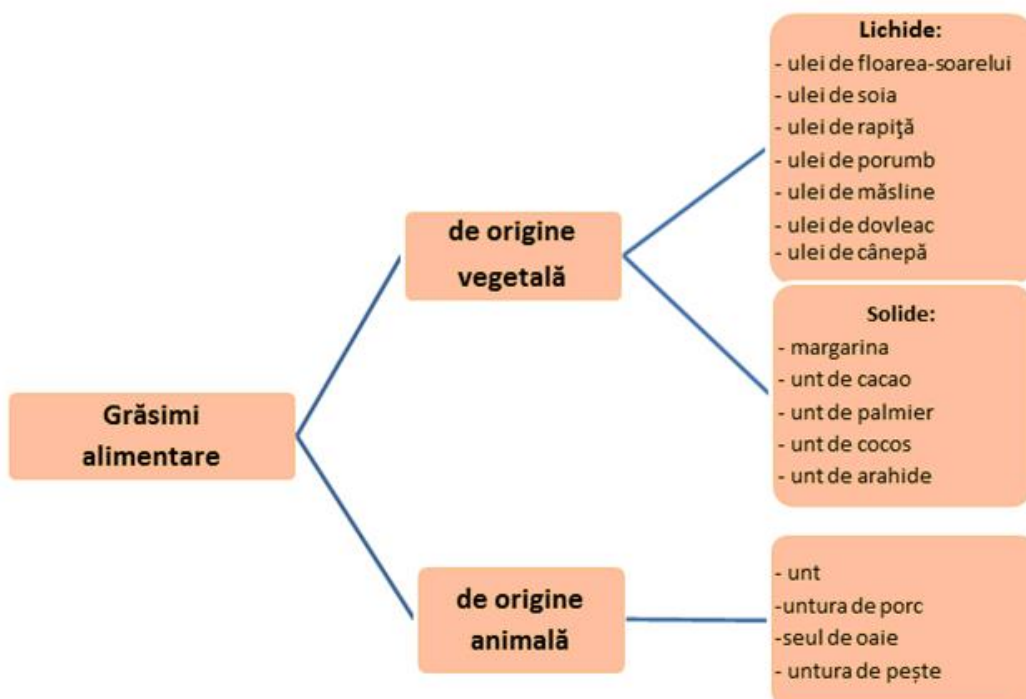 Grăsimi
alimentare
de origine
vegetală
Lichide:
- ulei de floarea-soarelui
- ulei de soia
- ulei de rapiţă
- ulei de porumb
- ulei de măsline
- ulei de dovleac
- ulei de cânepă
Solide:
- margarina
- unt de cacao
- unt de palmier
- unt de cocos
- unt de arahide
de origine
animală
- unt
-untura de porc
-seul de oaie
- untura de pește